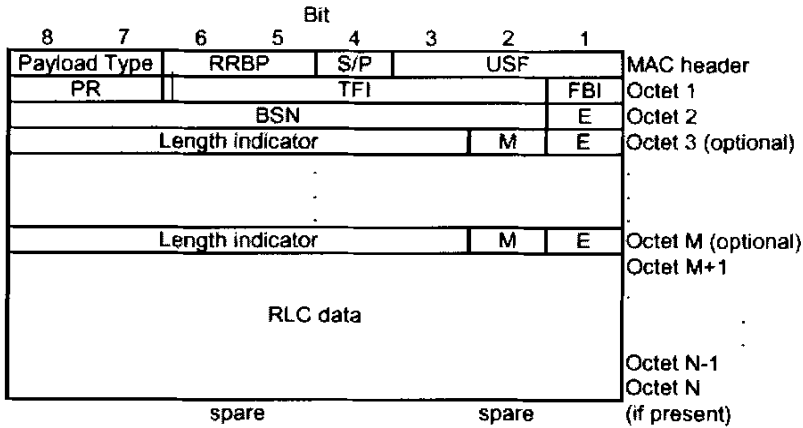 Bit
8 7 6 5 4 3 2 1
Payload Type RRBP S/P USF MAC header
PR TFI FBI Octet 1
BSN E Octet 2
Length indicator M E Octet 3 (optional)
Length indicator M E Octet M (optional)
Octet M+1
RLC data
Octet N-1
Octet N
spare spare (if present)